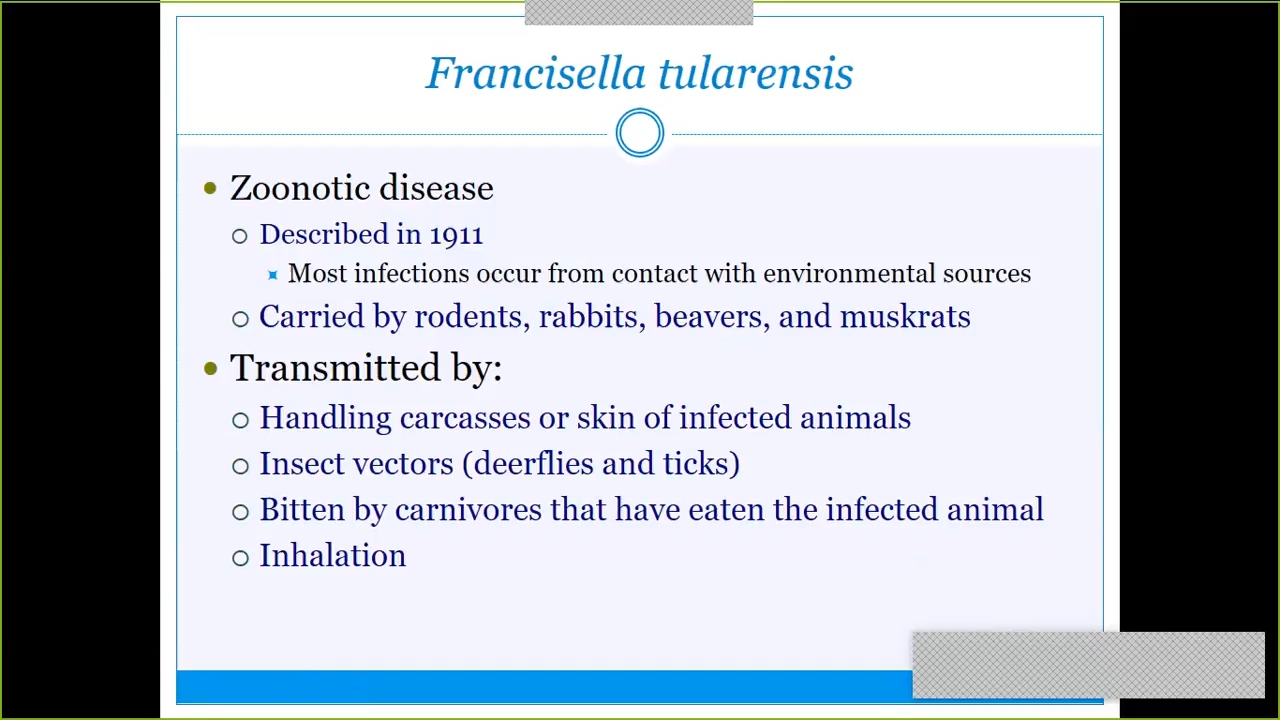 Francisella tularensis
Zoonotic disease
Described in 1911
Most infections occur from contact with environmental sources
Carried by rodents, rabbits, beavers, and muskrats
Transmitted by:
Handling carcasses or skin of infected animals
Insect vectors (deerflies and ticks)
Bitten by carnivores that have eaten the infected animal
Inhalation